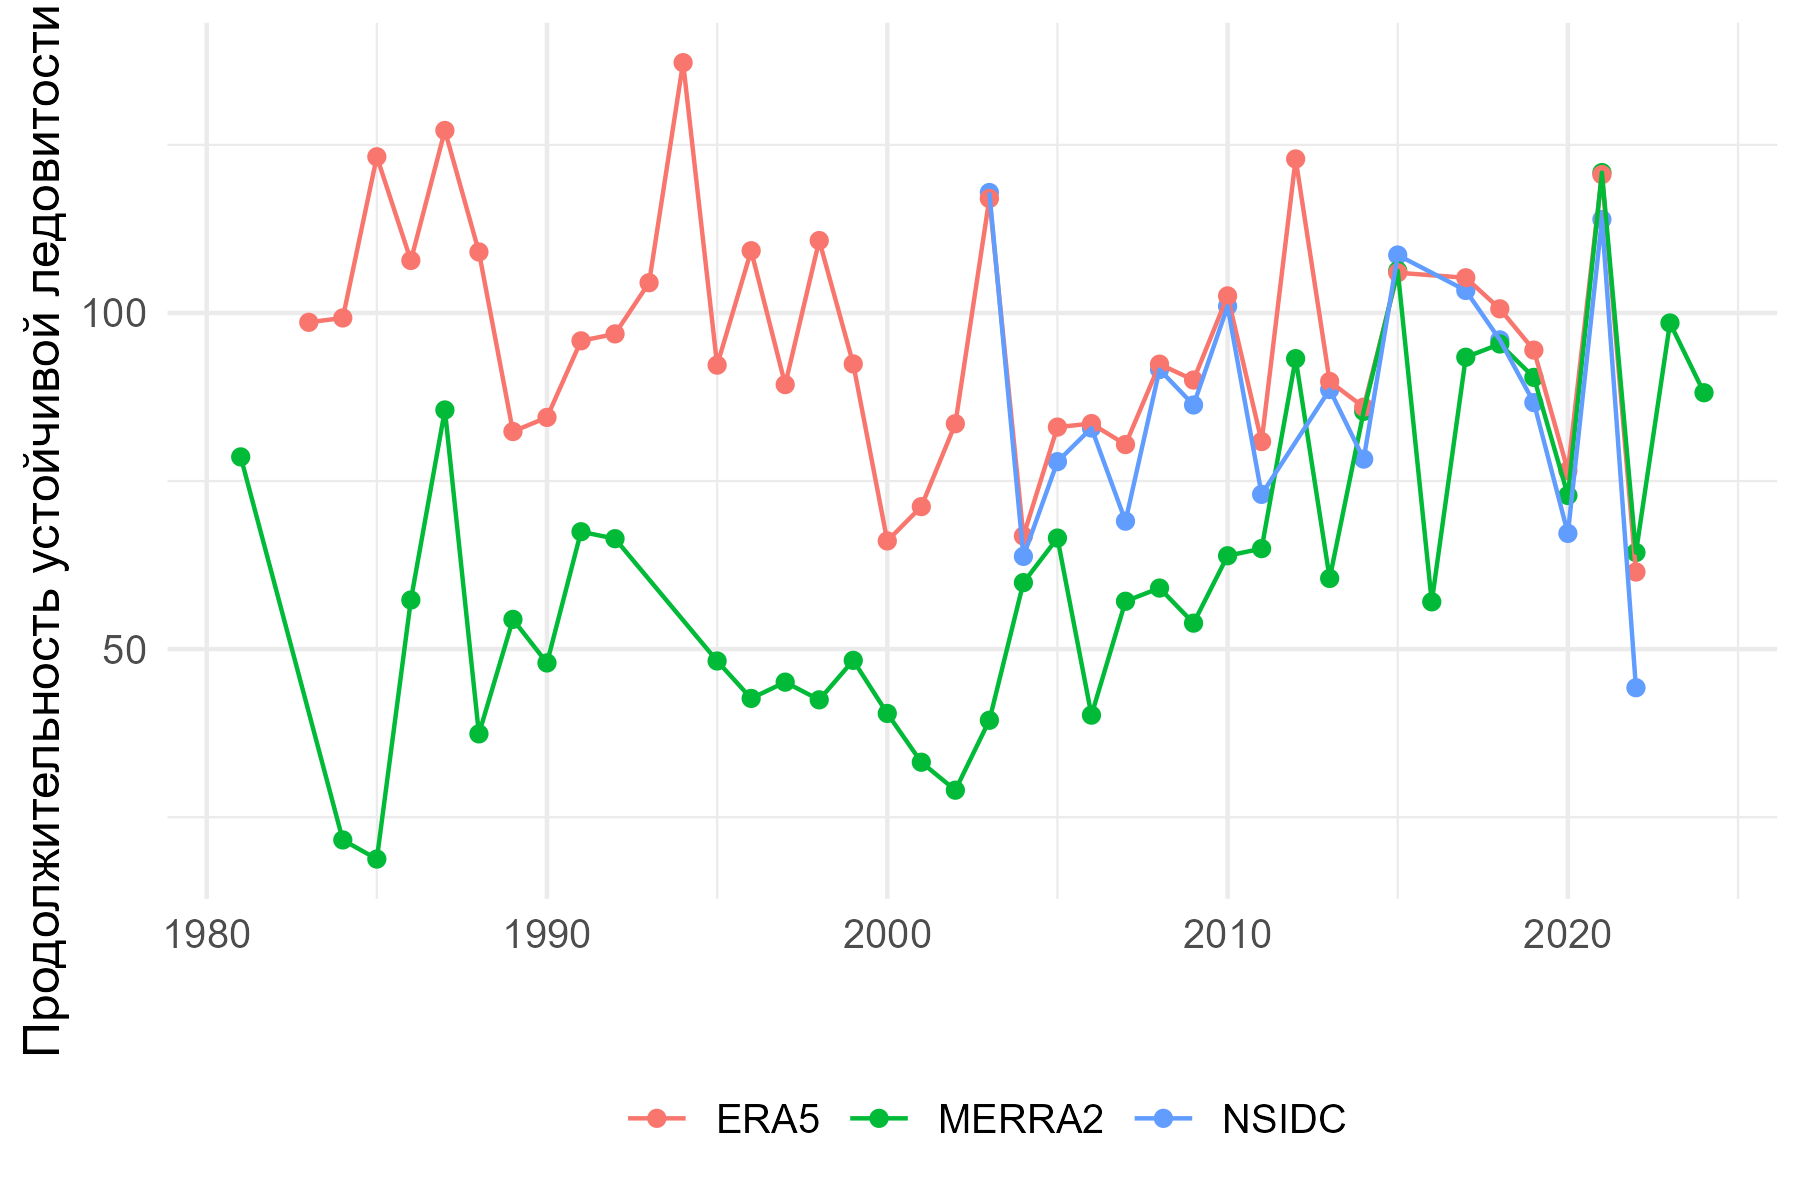 Продолжительность устойчивой ледовитости
100
50
1980 1990 2000 2010 2020
ERA5 MERRA2 NSIDC